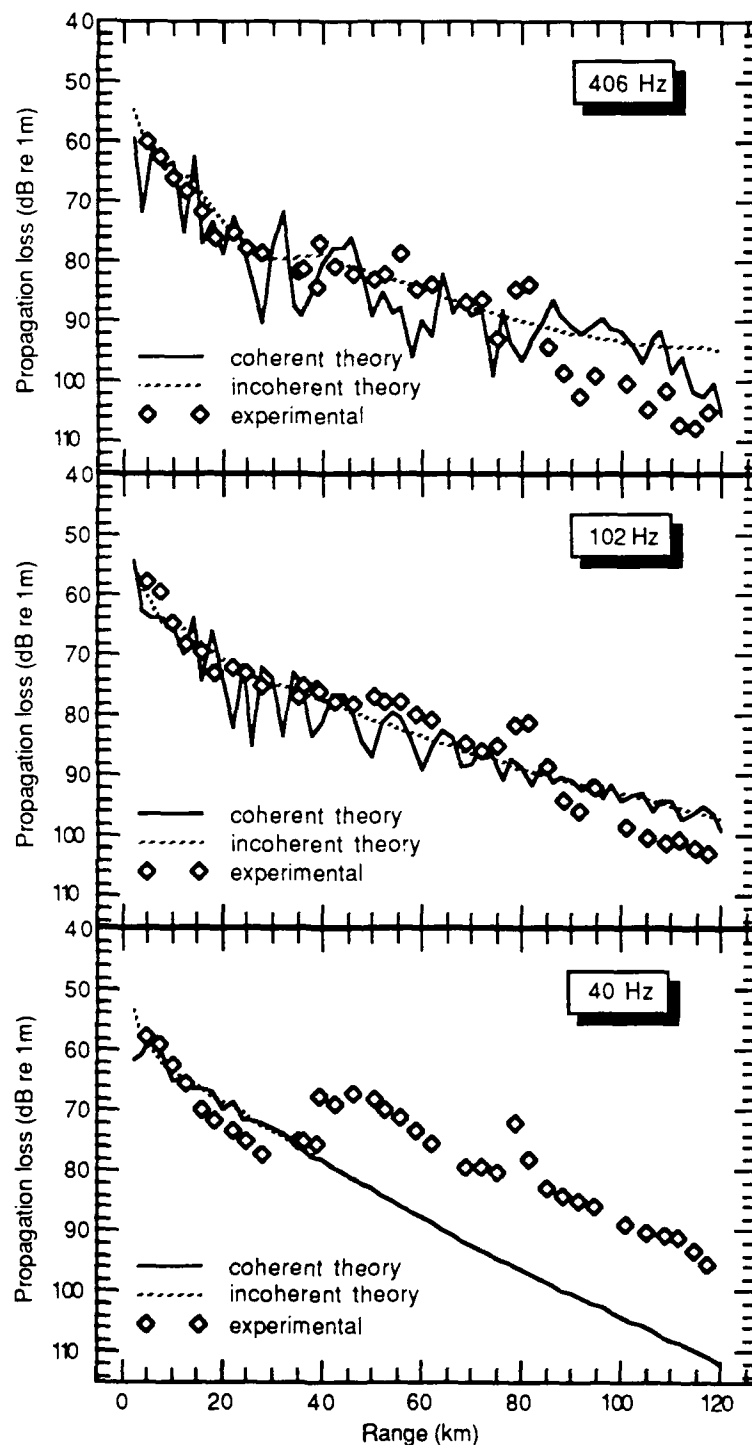 40
50
60
70
80
90
100
110
Propagation loss (dB re 1m)
406 Hz
coherent theory
incoherent theory
experimental
40
50
60
70
80
90
100
110
Propagation loss (dB re 1m)
102 Hz
coherent theory
incoherent theory
experimental
40
50
60
70
80
90
100
110
Propagation loss (dB re 1m)
40 Hz
coherent theory
incoherent theory
experimental
0 20 40 60 80 100 120
Range (km)